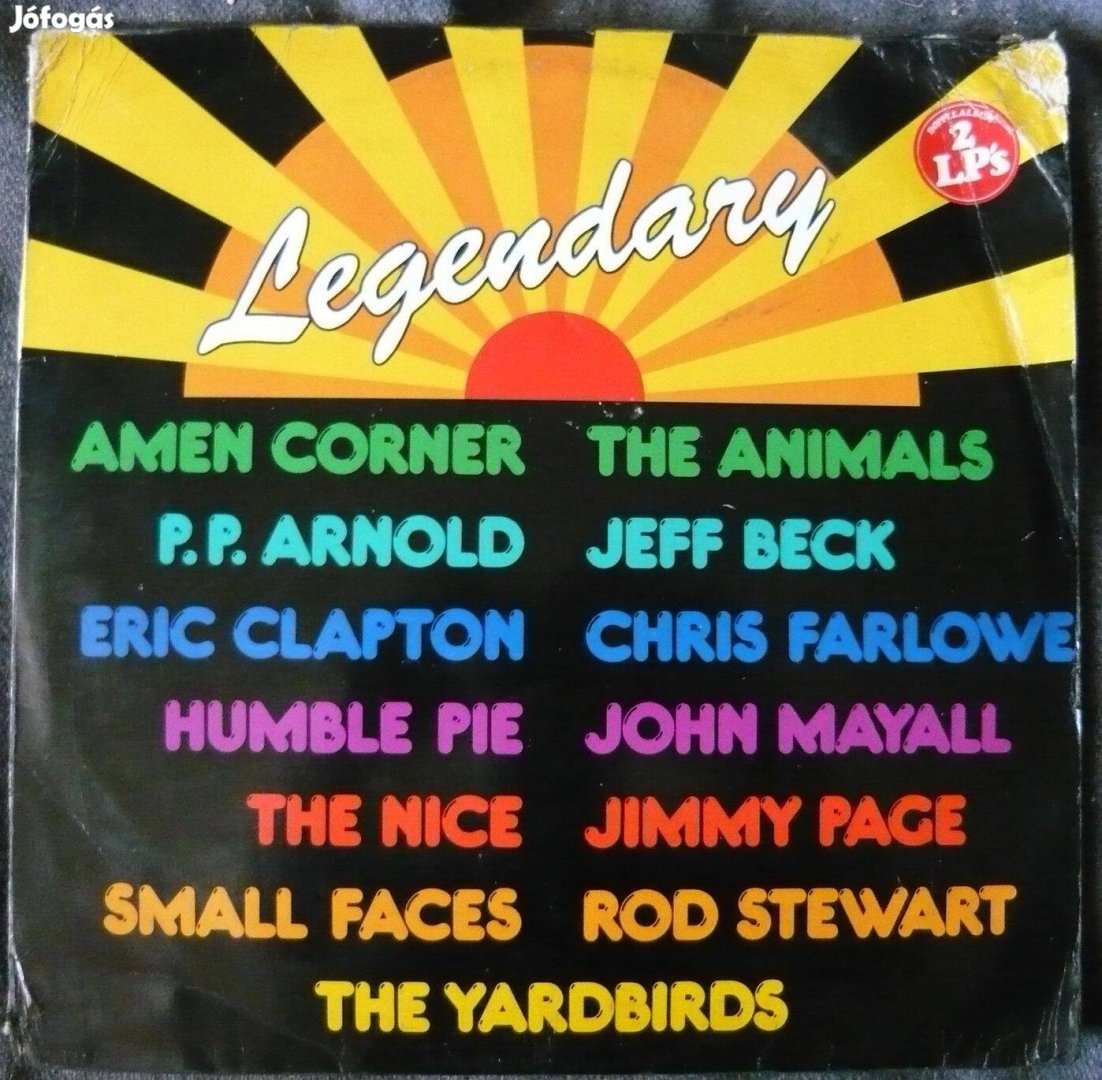 Jófogás
DOPPELALBUM
2
LP's
Legendary
AMEN CORNER THE ANIMALS
P.P. ARNOLD JEFF BECK
ERIC CLAPTON CHRIS FARLOWE
HUMBLE PIE JOHN MAYALL
THE NICE JIMMY PAGE
SMALL FACES ROD STEWART
THE YARDBIRDS